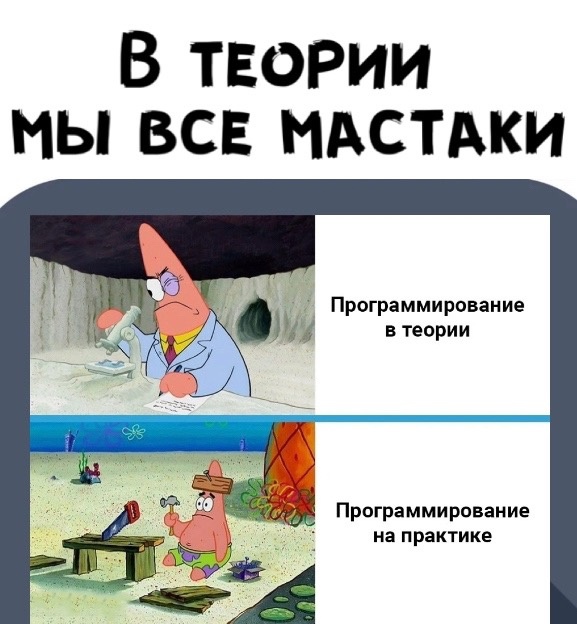 В ТЕОРИИ
МЫ ВСЕ МАСТАКИ
Программирование
в теории
Программирование
на практике